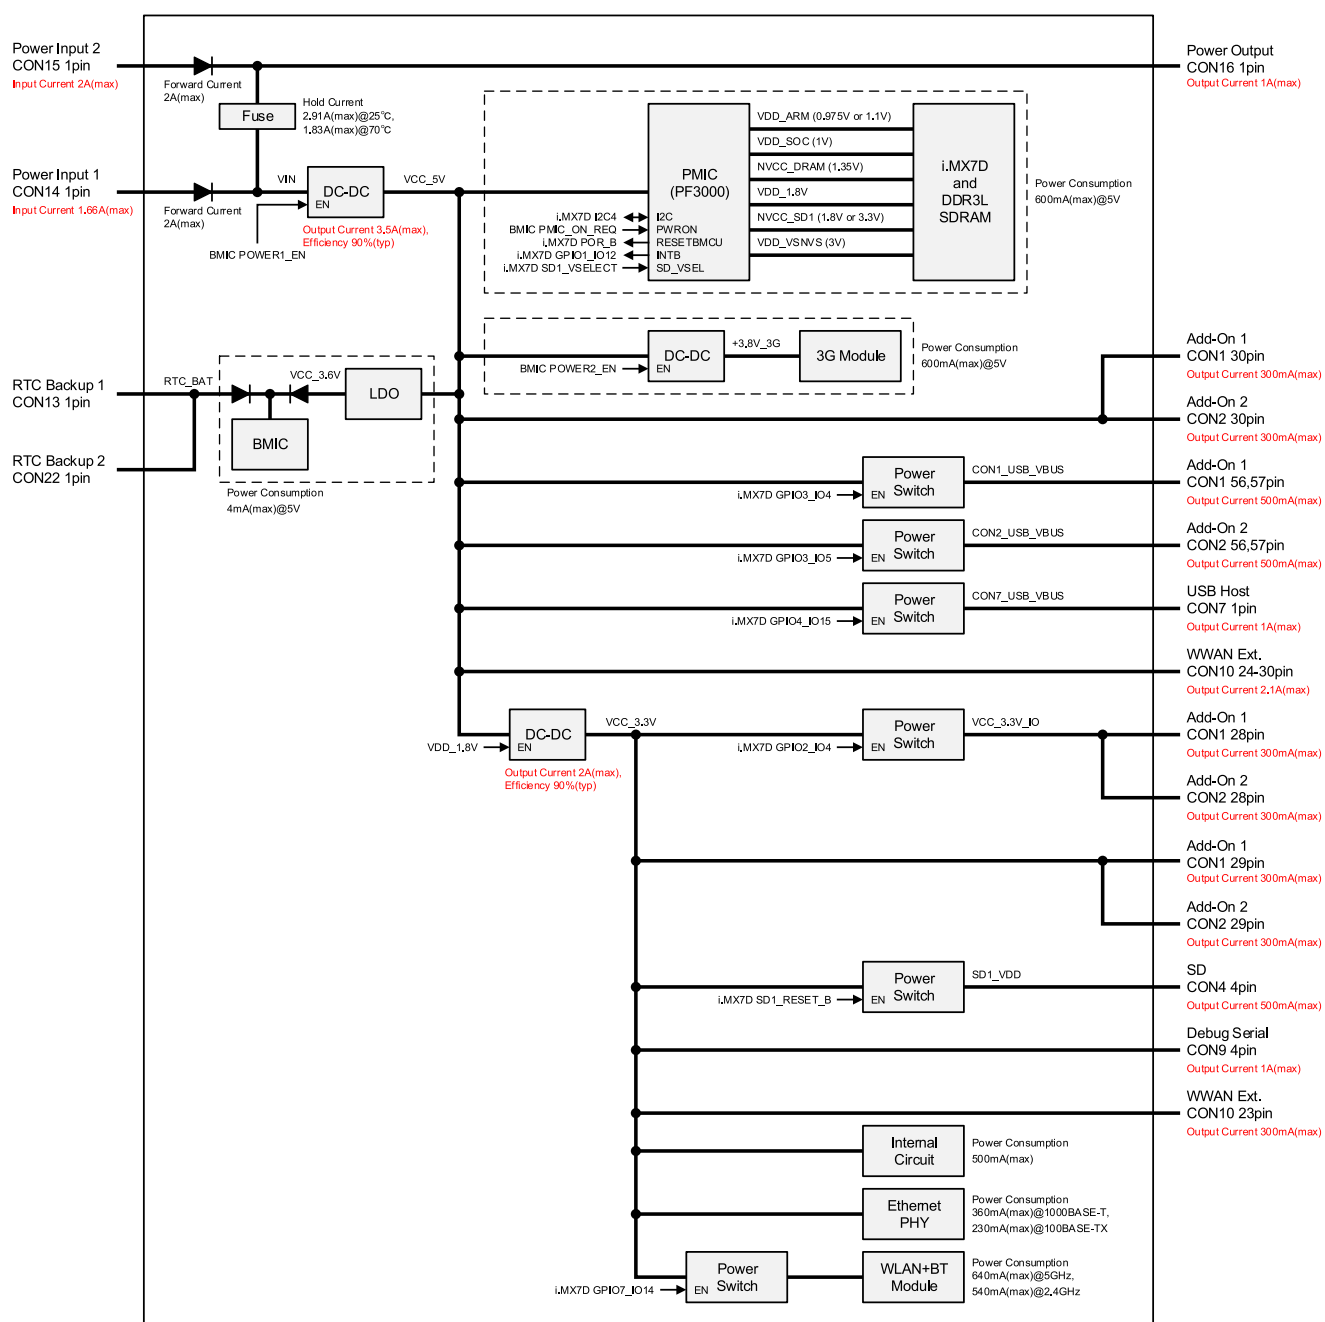 Power Input 2
CON15 1pin
Input Current 2A(max)
Forward Current
2A(max)
Fuse
Hold Current
2.91A(max)@25°C,
1.83A(max)@70°C
Power Output
CON16 1pin
Output Current 1A(max)
Power Input 1
CON14 1pin
Input Current 1.66A(max)
Forward Current
2A(max)
VIN
DC-DC
EN
VCC_5V
BMIC POWER1_EN
Output Current 3.5A(max),
Efficiency 90%(typ)
PMIC
(PF3000)
i.MX7D I2C4
I2C
BMIC PMIC_ON_REQ
PWRON
i.MX7D POR_B
RESETBMCU
i.MX7D GPIO1_IO12
INTB
i.MX7D SD1_VSELECT
SD_VSEL
VDD_ARM (0.975V or 1.1V)
VDD_SOC (1V)
NVCC_DRAM (1.35V)
VDD_1.8V
NVCC_SD1 (1.8V or 3.3V)
VDD_VSNVS (3V)
i.MX7D
and
DDR3L
SDRAM
Power Consumption
600mA(max)@5V
DC-DC
EN
BMIC POWER2_EN
+3.8V_3G
3G Module
Power Consumption
600mA(max)@5V
Add-On 1
CON1 30pin
Output Current 300mA(max)
Add-On 2
CON2 30pin
Output Current 300mA(max)
RTC Backup 1
CON13 1pin
RTC Backup 2
CON22 1pin
RTC_BAT
VCC_3.6V
LDO
BMIC
Power Consumption
4mA(max)@5V
i.MX7D GPIO3_IO4
Power
Switch
EN
CON1_USB_VBUS
Add-On 1
CON1 56,57pin
Output Current 500mA(max)
i.MX7D GPIO3_IO5
Power
Switch
EN
CON2_USB_VBUS
Add-On 2
CON2 56,57pin
Output Current 500mA(max)
i.MX7D GPIO4_IO15
Power
Switch
EN
CON7_USB_VBUS
USB Host
CON7 1pin
Output Current 1A(max)
WWAN Ext.
CON10 24-30pin
Output Current 2.1A(max)
VDD_1.8V
DC-DC
EN
Output Current 2A(max),
Efficiency 90%(typ)
VCC_3.3V
i.MX7D GPIO2_IO4
Power
Switch
EN
VCC_3.3V_IO
Add-On 1
CON1 28pin
Output Current 300mA(max)
Add-On 2
CON2 28pin
Output Current 300mA(max)
Add-On 1
CON1 29pin
Output Current 300mA(max)
Add-On 2
CON2 29pin
Output Current 300mA(max)
i.MX7D SD1_RESET_B
Power
Switch
EN
SD1_VDD
SD
CON4 4pin
Output Current 500mA(max)
Debug Serial
CON9 4pin
Output Current 1A(max)
WWAN Ext.
CON10 23pin
Output Current 300mA(max)
Internal
Circuit
Power Consumption
500mA(max)
Ethernet
PHY
Power Consumption
360mA(max)@1000BASE-T,
230mA(max)@100BASE-TX
i.MX7D GPIO7_IO14
Power
Switch
EN
WLAN+BT
Module
Power Consumption
640mA(max)@5GHz,
540mA(max)@2.4GHz